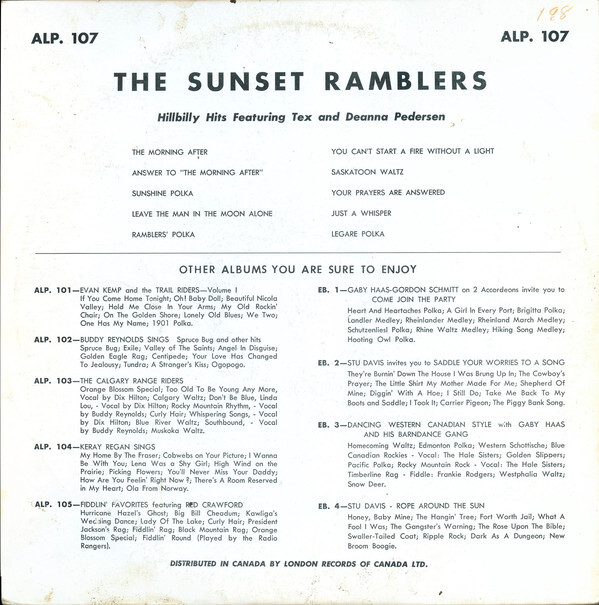 198
ALP. 107
ALP. 107
THE SUNSET RAMBLERS
Hillbilly Hits Featuring Tex and Deanna Pedersen
THE MORNING AFTER
ANSWER TO "THE MORNING AFTER"
SUNSHINE POLKA
LEAVE THE MAN IN THE MOON ALONE
RAMBLERS' POLKA
YOU CAN'T START A FIRE WITHOUT A LIGHT
SASKATOON WALTZ
YOUR PRAYERS ARE ANSWERED
JUST A WHISPER
LEGARE POLKA
OTHER ALBUMS YOU ARE SURE TO ENJOY
ALP. 101—EVAN KEMP and the TRAIL RIDERS—Volume I
If You Come Home Tonight; Oh! Baby Doll; Beautiful Nicola
Valley; Hold Me Close In Your Arms; My Old Rockin'
Chair; On The Golden Shore; Lonely Old Blues; We Two;
One Has My Name; 1901 Polka.
ALP. 102—BUDDY REYNOLDS SINGS Spruce Bug and other hits
Spruce Bug; Exile; Valley of The Saints; Angel In Disguise;
Golden Eagle Rag; Centipede; Your Love Has Changed
To Jealousy; Tundra; A Stranger's Kiss; Ogopogo.
ALP. 103—THE CALGARY RANGE RIDERS
Orange Blossom Special; Too Old To Be Young Any More,
Vocal by Dix Hilton; Calgary Waltz; Don't Be Blue, Linda
Lou, - Vocal by Dix Hilton; Rocky Mountain Rhythm, - Vocal
by Buddy Reynolds; Curly Hair; Whispering Songs, - Vocal
by Dix Hilton; Blue River Waltz; Southbound, - Vocal
by Buddy Reynolds; Muskoka Waltz.
ALP. 104—KERAY REGAN SINGS
My Home By The Fraser; Cobwebs on Your Picture; I Wanna
Be With You; Lena Was a Shy Girl; High Wind on the
Prairie; Picking Flowers; You'll Never Miss Your Daddy;
How Are You Feelin' Right Now?; There's A Room Reserved
in My Heart; Ola From Norway.
ALP. 105—FIDDLIN' FAVORITES featuring RED CRAWFORD
Hurricane Hazel's Ghost; Big Bill Cheadum; Kawliga's
Wedding Dance; Lady Of The Lake; Curly Hair; President
Jackson's Rag; Fiddlin' Rag; Black Mountain Rag; Orange
Blossom Special; Fiddlin' Round (Played by the Radio
Rangers).
EB. 1—GABY HAAS-GORDON SCHMITT on 2 Accordeons invite you to
COME JOIN THE PARTY
Heart And Heartaches Polka; A Girl In Every Port; Brigitta Polka;
Landler Medley; Rheinlander Medley; Rheinland March Medley;
Schutzenliesl Polka; Rhine Waltz Medley; Hiking Song Medley;
Hooting Owl Polka.
EB. 2—STU DAVIS invites you to SADDLE YOUR WORRIES TO A SONG
They're Burnin' Down The House I Was Brung Up In; The Cowboy's
Prayer; The Little Shirt My Mother Made For Me; Shepherd Of
Mine; Diggin' With A Hoe; I Still Do; Take Me Back To My
Boots and Saddle; I Took It; Carrier Pigeon; The Piggy Bank Song.
EB. 3—DANCING WESTERN CANADIAN STYLE with GABY HAAS
AND HIS BARNDANCE GANG
Homecoming Waltz; Edmonton Polka; Western Schottische; Blue
Canadian Rockies - Vocal: The Hale Sisters; Golden Slippers;
Pacific Polka; Rocky Mountain Rock - Vocal: The Hale Sisters;
Timberline Rag - Fiddle: Frankie Rodgers; Westphalia Waltz;
Snow Deer.
EB. 4—STU DAVIS - ROPE AROUND THE SUN
Honey, Baby Mine; The Hangin' Tree; Fort Worth Jail; What A
Fool I Was; The Gangster's Warning; The Rose Upon The Bible;
Swaller-Tailed Coat; Ripple Rock; Dark As A Dungeon; New
Broom Boogie.
DISTRIBUTED IN CANADA BY LONDON RECORDS OF CANADA LTD.